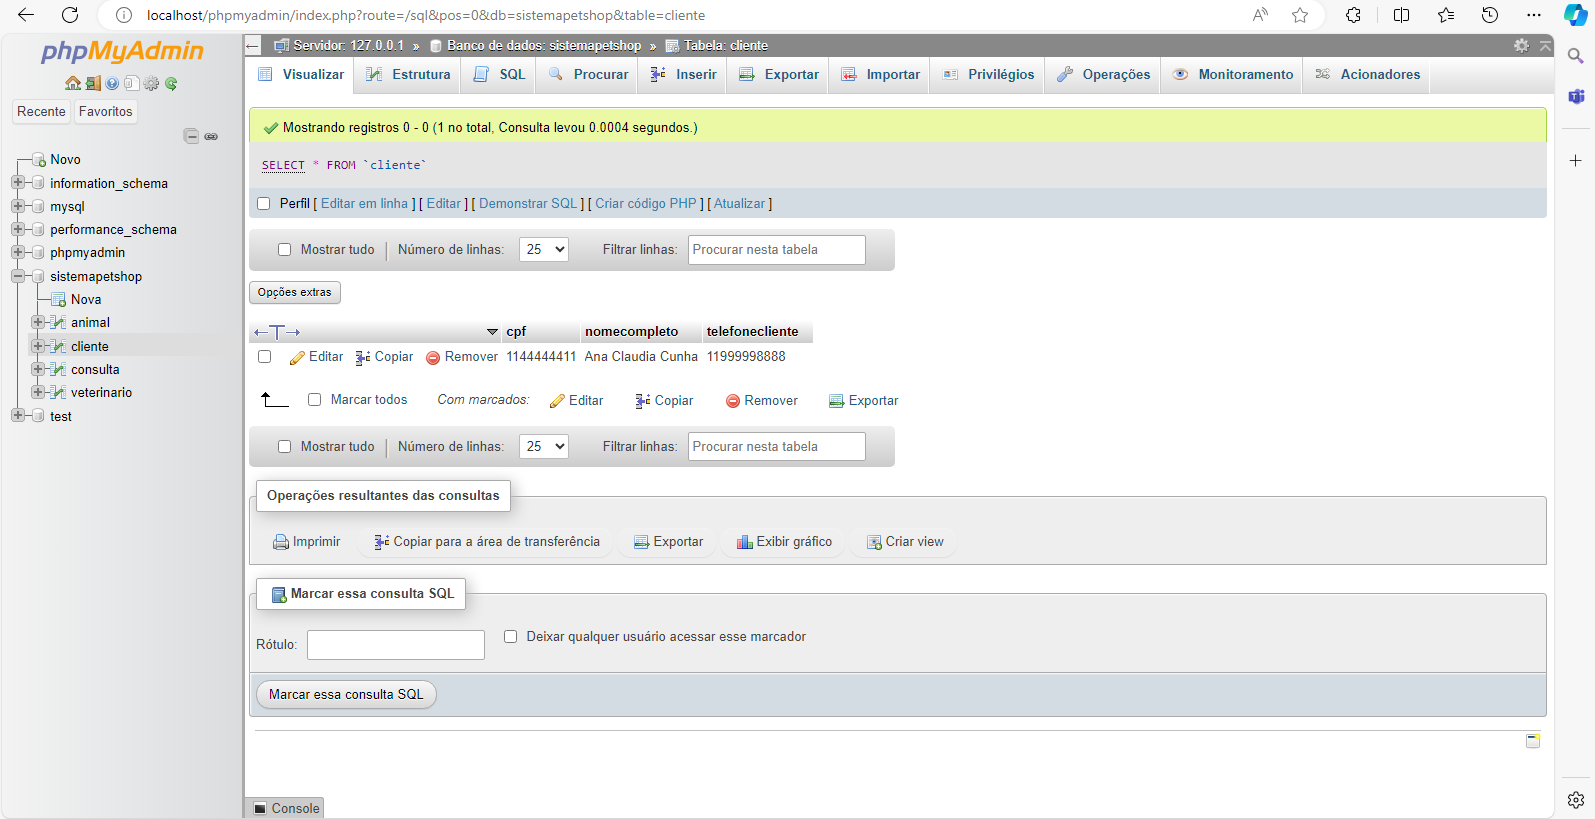 localhost/phpmyadmin/index.php?route=/sql&pos=0&db=sistemapetshop&table=cliente
phpMyAdmin
Recente Favoritos
Novo
information_schema
mysql
performance_schema
phpmyadmin
sistemapetshop
Nova
animal
cliente
consulta
veterinario
test
Servidor: 127.0.0.1 » Banco de dados: sistemapetshop » Tabela: cliente
Visualizar Estrutura SQL Procurar Inserir Exportar Importar Privilégios Operações Monitoramento Acionadores
Mostrando registros 0 - 0 (1 no total, Consulta levou 0.0004 segundos.)
SELECT * FROM `cliente`
Perfil [ Editar em linha ] [ Editar ] [ Demonstrar SQL ] [ Criar código PHP ] [ Atualizar ]
Mostrar tudo Número de linhas: 25 Filtrar linhas: Procurar nesta tabela
Opções extras
←T→ cpf nomecompleto telefonecliente
Editar Copiar Remover 1144444411 Ana Claudia Cunha 11999998888
Marcar todos Com marcados: Editar Copiar Remover Exportar
Mostrar tudo Número de linhas: 25 Filtrar linhas: Procurar nesta tabela
Operações resultantes das consultas
Imprimir Copiar para a área de transferência Exportar Exibir gráfico Criar view
Marcar essa consulta SQL
Rótulo: Deixar qualquer usuário acessar esse marcador
Marcar essa consulta SQL
Console